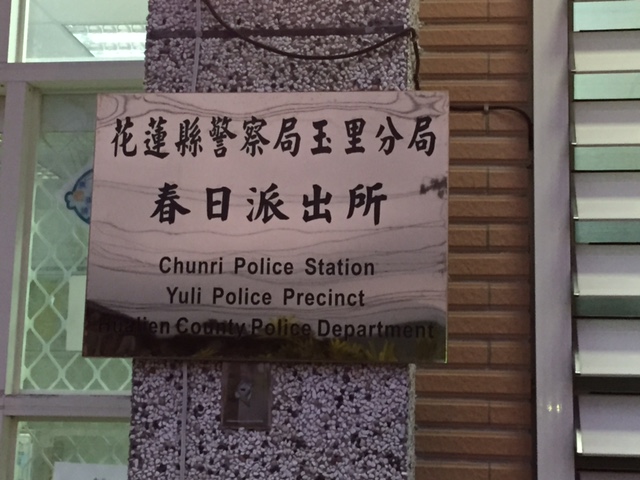 花蓮縣警察局玉里分局
春日派出所
Chunri Police Station
Yuli Police Precinct
Hualien County Police Department